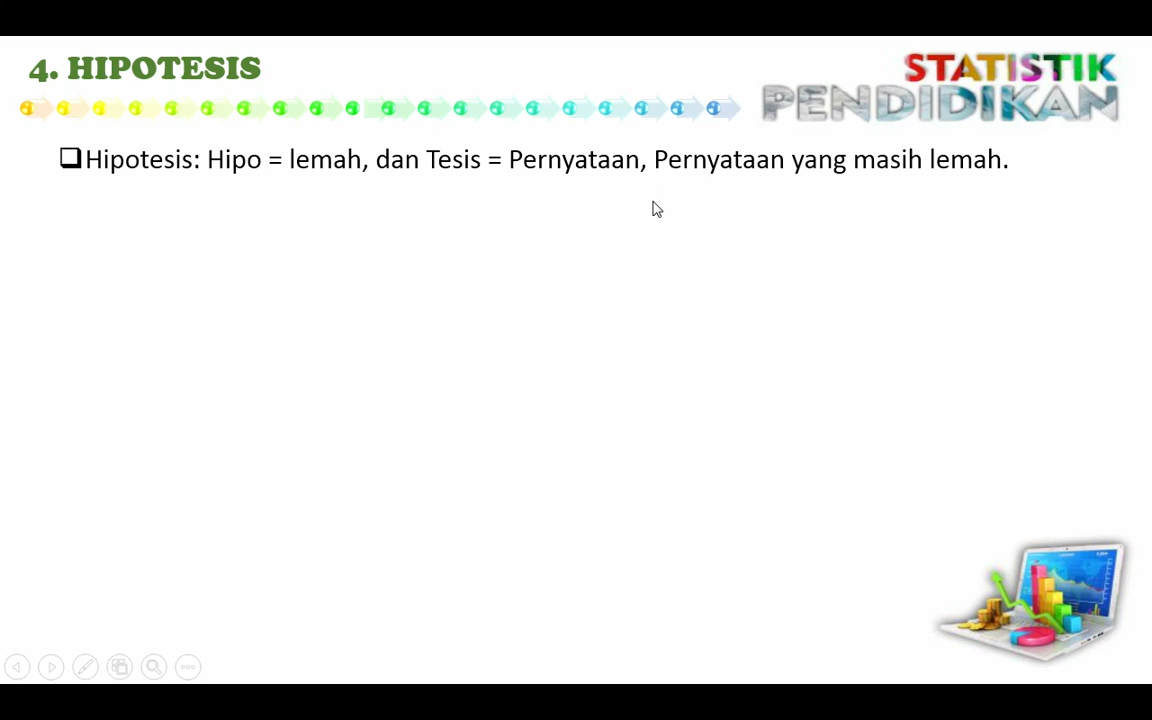 4. HIPOTESIS
STATISTIK
PENDIDIKAN
❑Hipotesis: Hipo = lemah, dan Tesis = Pernyataan, Pernyataan yang masih lemah.